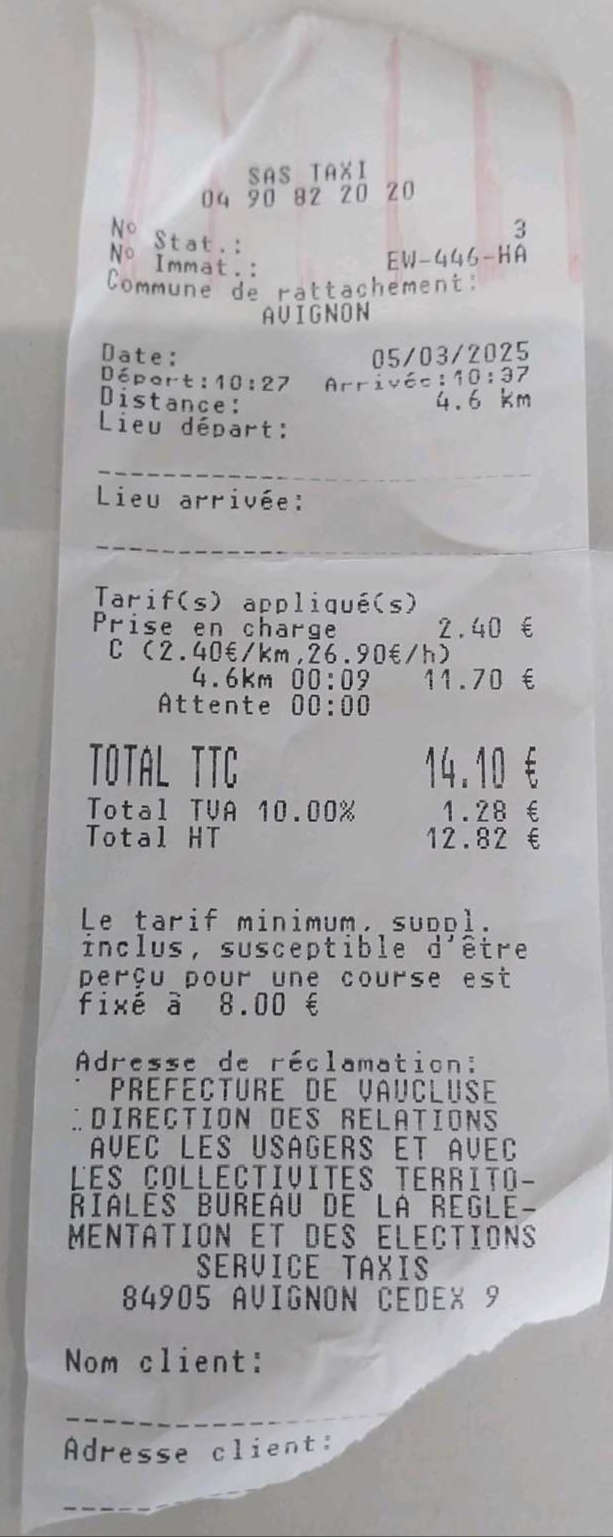 SAS TAXI
04 90 82 20 20
No Stat.: 3
No Immat.: EW-446-HA
Commune de rattachement:
AVIGNON
Date: 05/03/2025
Départ:10:27 Arrivée:10:37
Distance: 4.6 km
Lieu départ:
Lieu arrivée:
Tarif(s) appliqué(s)
Prise en charge 2.40 €
C (2.40€/km,26.90€/h)
4.6km 00:09 11.70 €
Attente 00:00
TOTAL TTC 14.10 €
Total TVA 10.00% 1.28 €
Total HT 12.82 €
Le tarif minimum, suppl.
inclus, susceptible d'être
perçu pour une course est
fixé à 8.00 €
Adresse de réclamation:
PREFECTURE DE VAUCLUSE
DIRECTION DES RELATIONS
AVEC LES USAGERS ET AVEC
LES COLLECTIVITES TERRITO-
RIALES BUREAU DE LA REGLE-
MENTATION ET DES ELECTIONS
SERVICE TAXIS
84905 AVIGNON CEDEX 9
Nom client:
Adresse client: